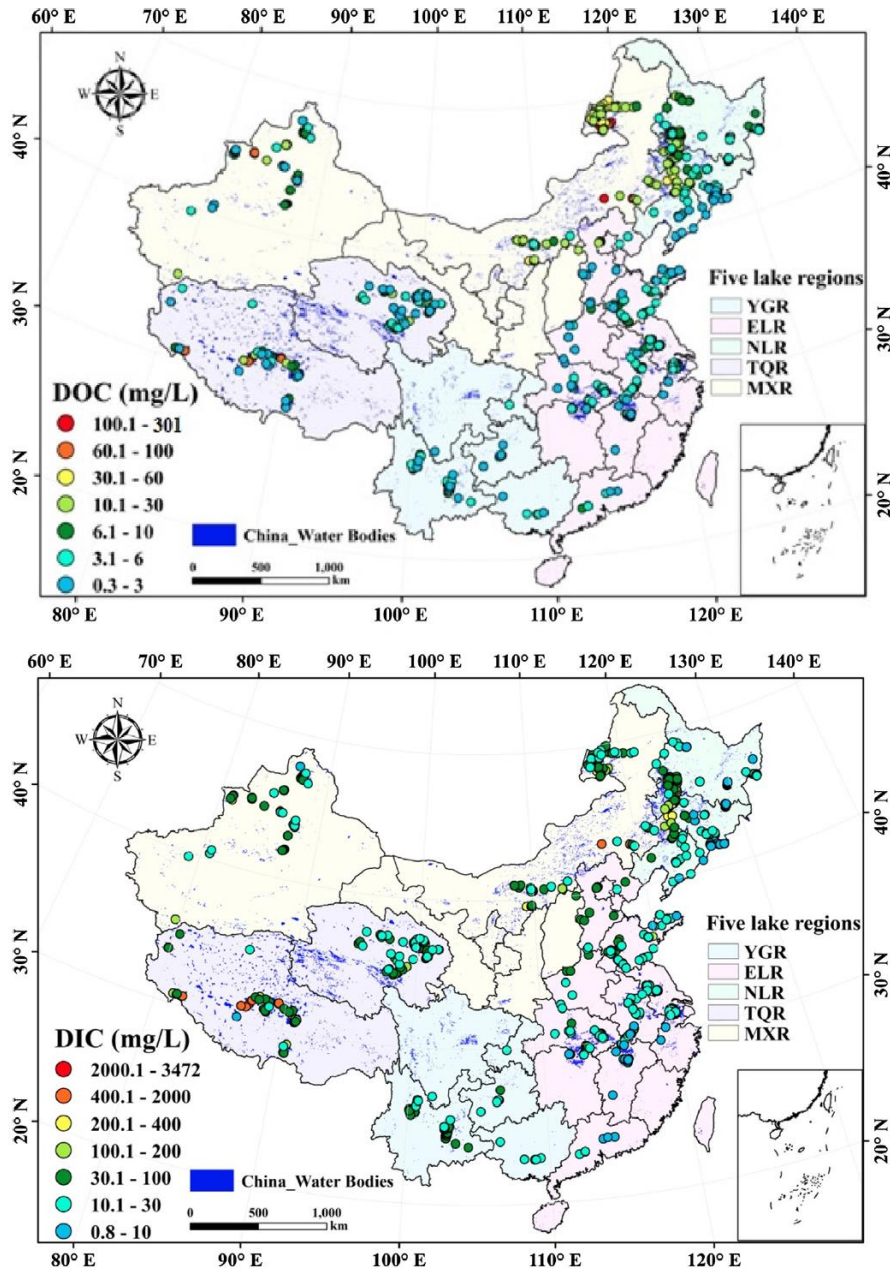 70° E 80° E 90° E 100° E 110° E 120° E 130° E
N
W E
S
40° N
30° N
20° N
40° N
30° N
20° N
Five lake regions
YGR
ELR
NLR
TQR
MXR
DOC (mg/L)
100.1 - 301
60.1 - 100
30.1 - 60
10.1 - 30
6.1 - 10
3.1 - 6
0.3 - 3
China_Water Bodies
0 500 1,000
km
80° E 90° E 100° E 110° E 120° E
60° E 70° E 80° E 90° E 100° E 110° E 120° E 130° E 140° E
N
W E
S
40° N
30° N
20° N
40° N
30° N
20° N
Five lake regions
YGR
ELR
NLR
TQR
MXR
DIC (mg/L)
2000.1 - 3472
400.1 - 2000
200.1 - 400
100.1 - 200
30.1 - 100
10.1 - 30
0.8 - 10
China_Water Bodies
0 500 1,000
km
80° E 90° E 100° E 110° E 120° E